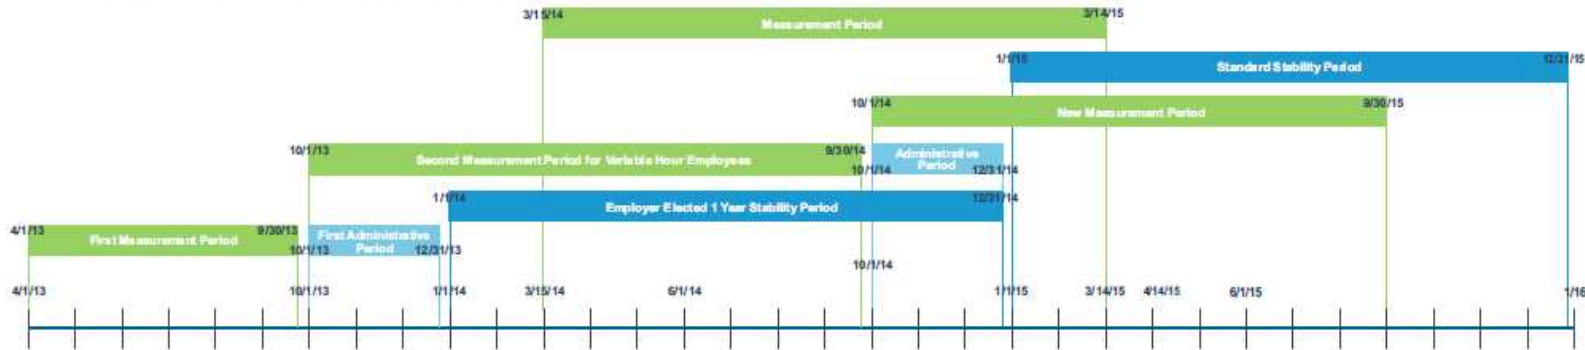 3/15/14 Measurement Period 3/14/15
1/1/15 Standard Stability Period 12/31/15
10/1/14 New Measurement Period 9/30/15
10/1/13 Second Measurement Period for Variable Hour Employees 9/30/14
Administrative
Period
10/1/14 12/31/14
1/1/14 Employer Elected 1 Year Stability Period 12/31/14
4/1/13 First Measurement Period 9/30/13
First Administrative
Period
10/1/13 12/31/13
10/1/14
4/1/13 10/1/13 1/1/14 3/15/14 6/1/14 1/1/15 3/14/15 4/14/15 6/1/15 1/16